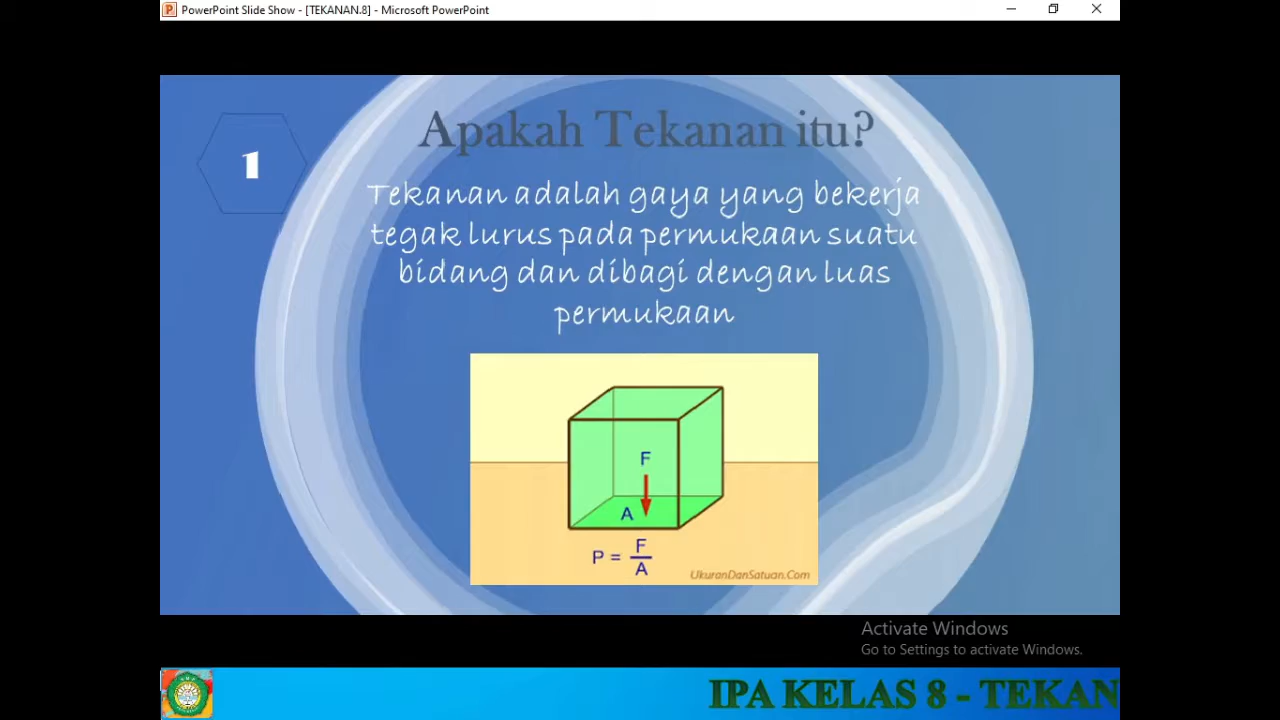 PowerPoint Slide Show - [TEKANAN.8] - Microsoft PowerPoint
1
Apakah Tekanan itu?
Tekanan adalah gaya yang bekerja
tegak lurus pada permukaan suatu
bidang dan dibagi dengan luas
permukaan
F
A
P = F/A
UkuranDanSatuan.Com
Activate Windows
Go to Settings to activate Windows.
IPA KELAS 8 - TEKAN